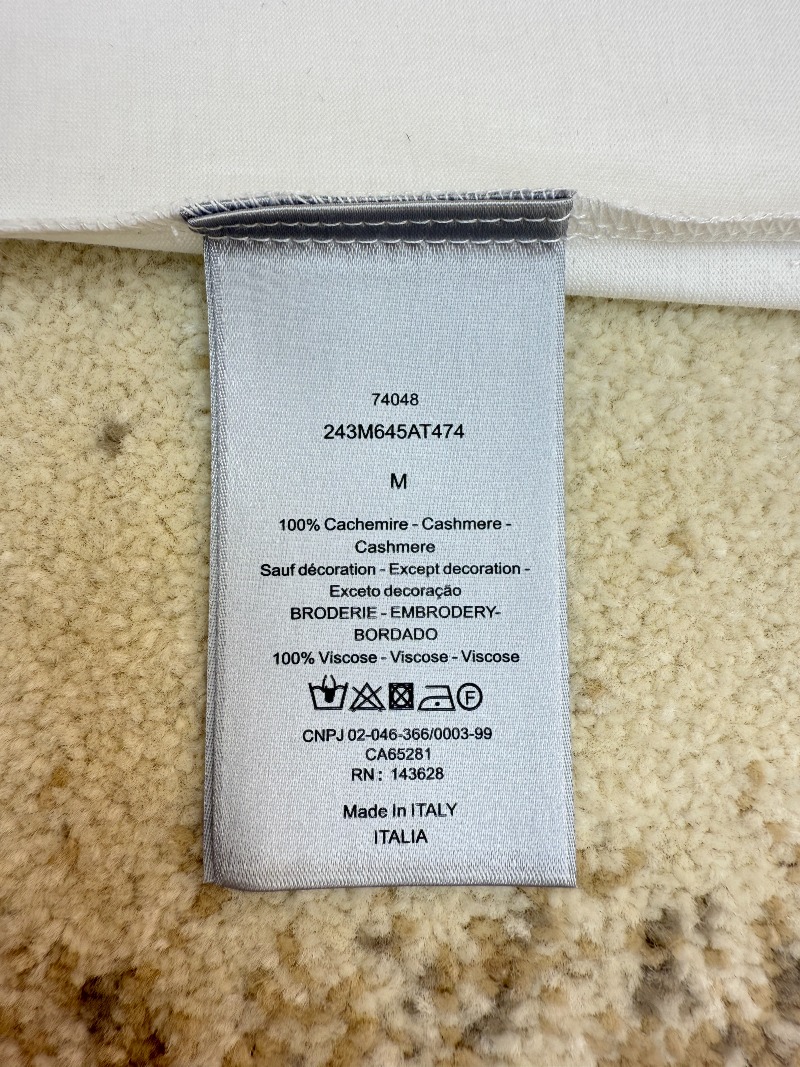 74048
243M645AT474
M
100% Cachemire - Cashmere -
Cashmere
Sauf décoration - Except decoration -
Exceto decoração
BRODERIE - EMBRODERY-
BORDADO
100% Viscose - Viscose - Viscose
F
CNPJ 02-046-366/0003-99
CA65281
RN: 143628
Made In ITALY
ITALIA